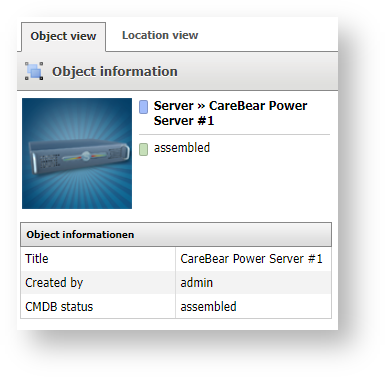 Object view Location view
Object information
Server » CareBear Power
Server #1
assembled
Object informationen
Title CareBear Power Server #1
Created by admin
CMDB status assembled